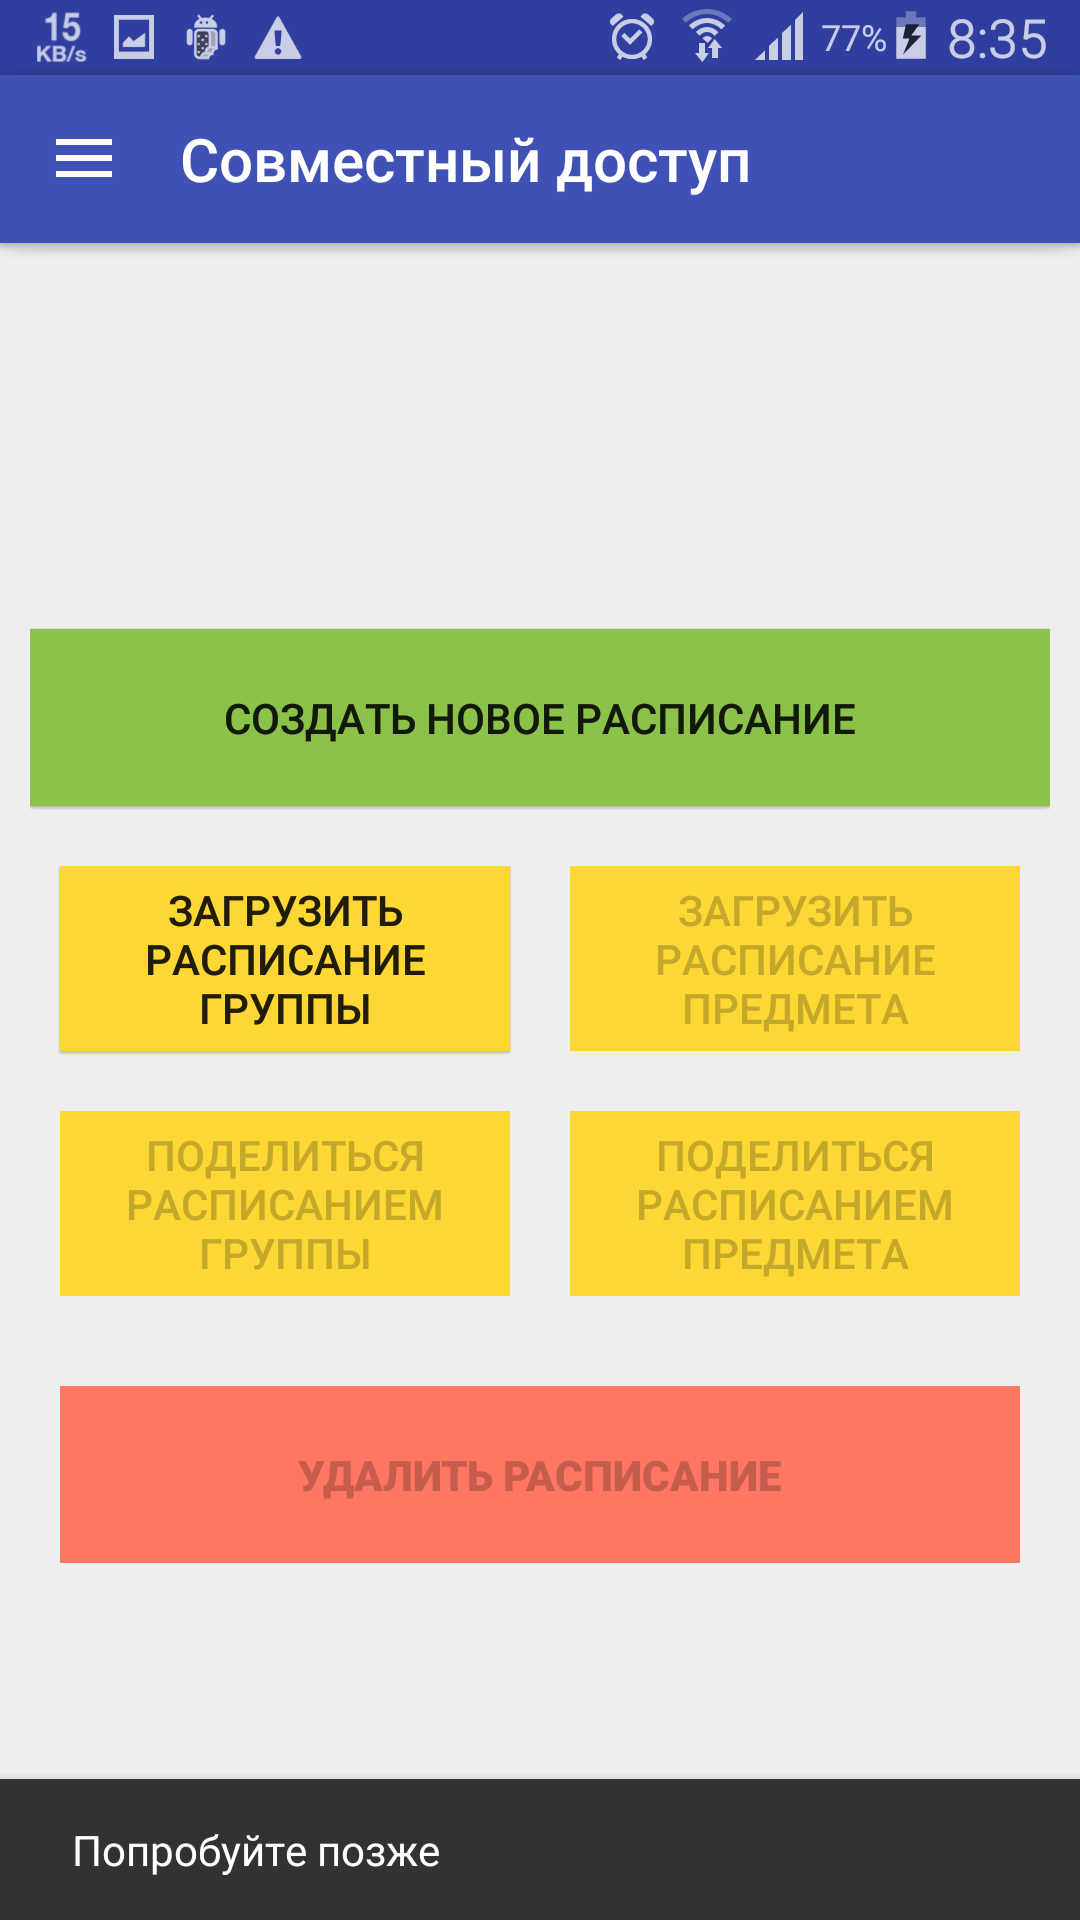 15
KB/s
77%
8:35
Совместный доступ
СОЗДАТЬ НОВОЕ РАСПИСАНИЕ
ЗАГРУЗИТЬ
РАСПИСАНИЕ
ГРУППЫ
ЗАГРУЗИТЬ
РАСПИСАНИЕ
ПРЕДМЕТА
ПОДЕЛИТЬСЯ
РАСПИСАНИЕМ
ГРУППЫ
ПОДЕЛИТЬСЯ
РАСПИСАНИЕМ
ПРЕДМЕТА
УДАЛИТЬ РАСПИСАНИЕ
Попробуйте позже